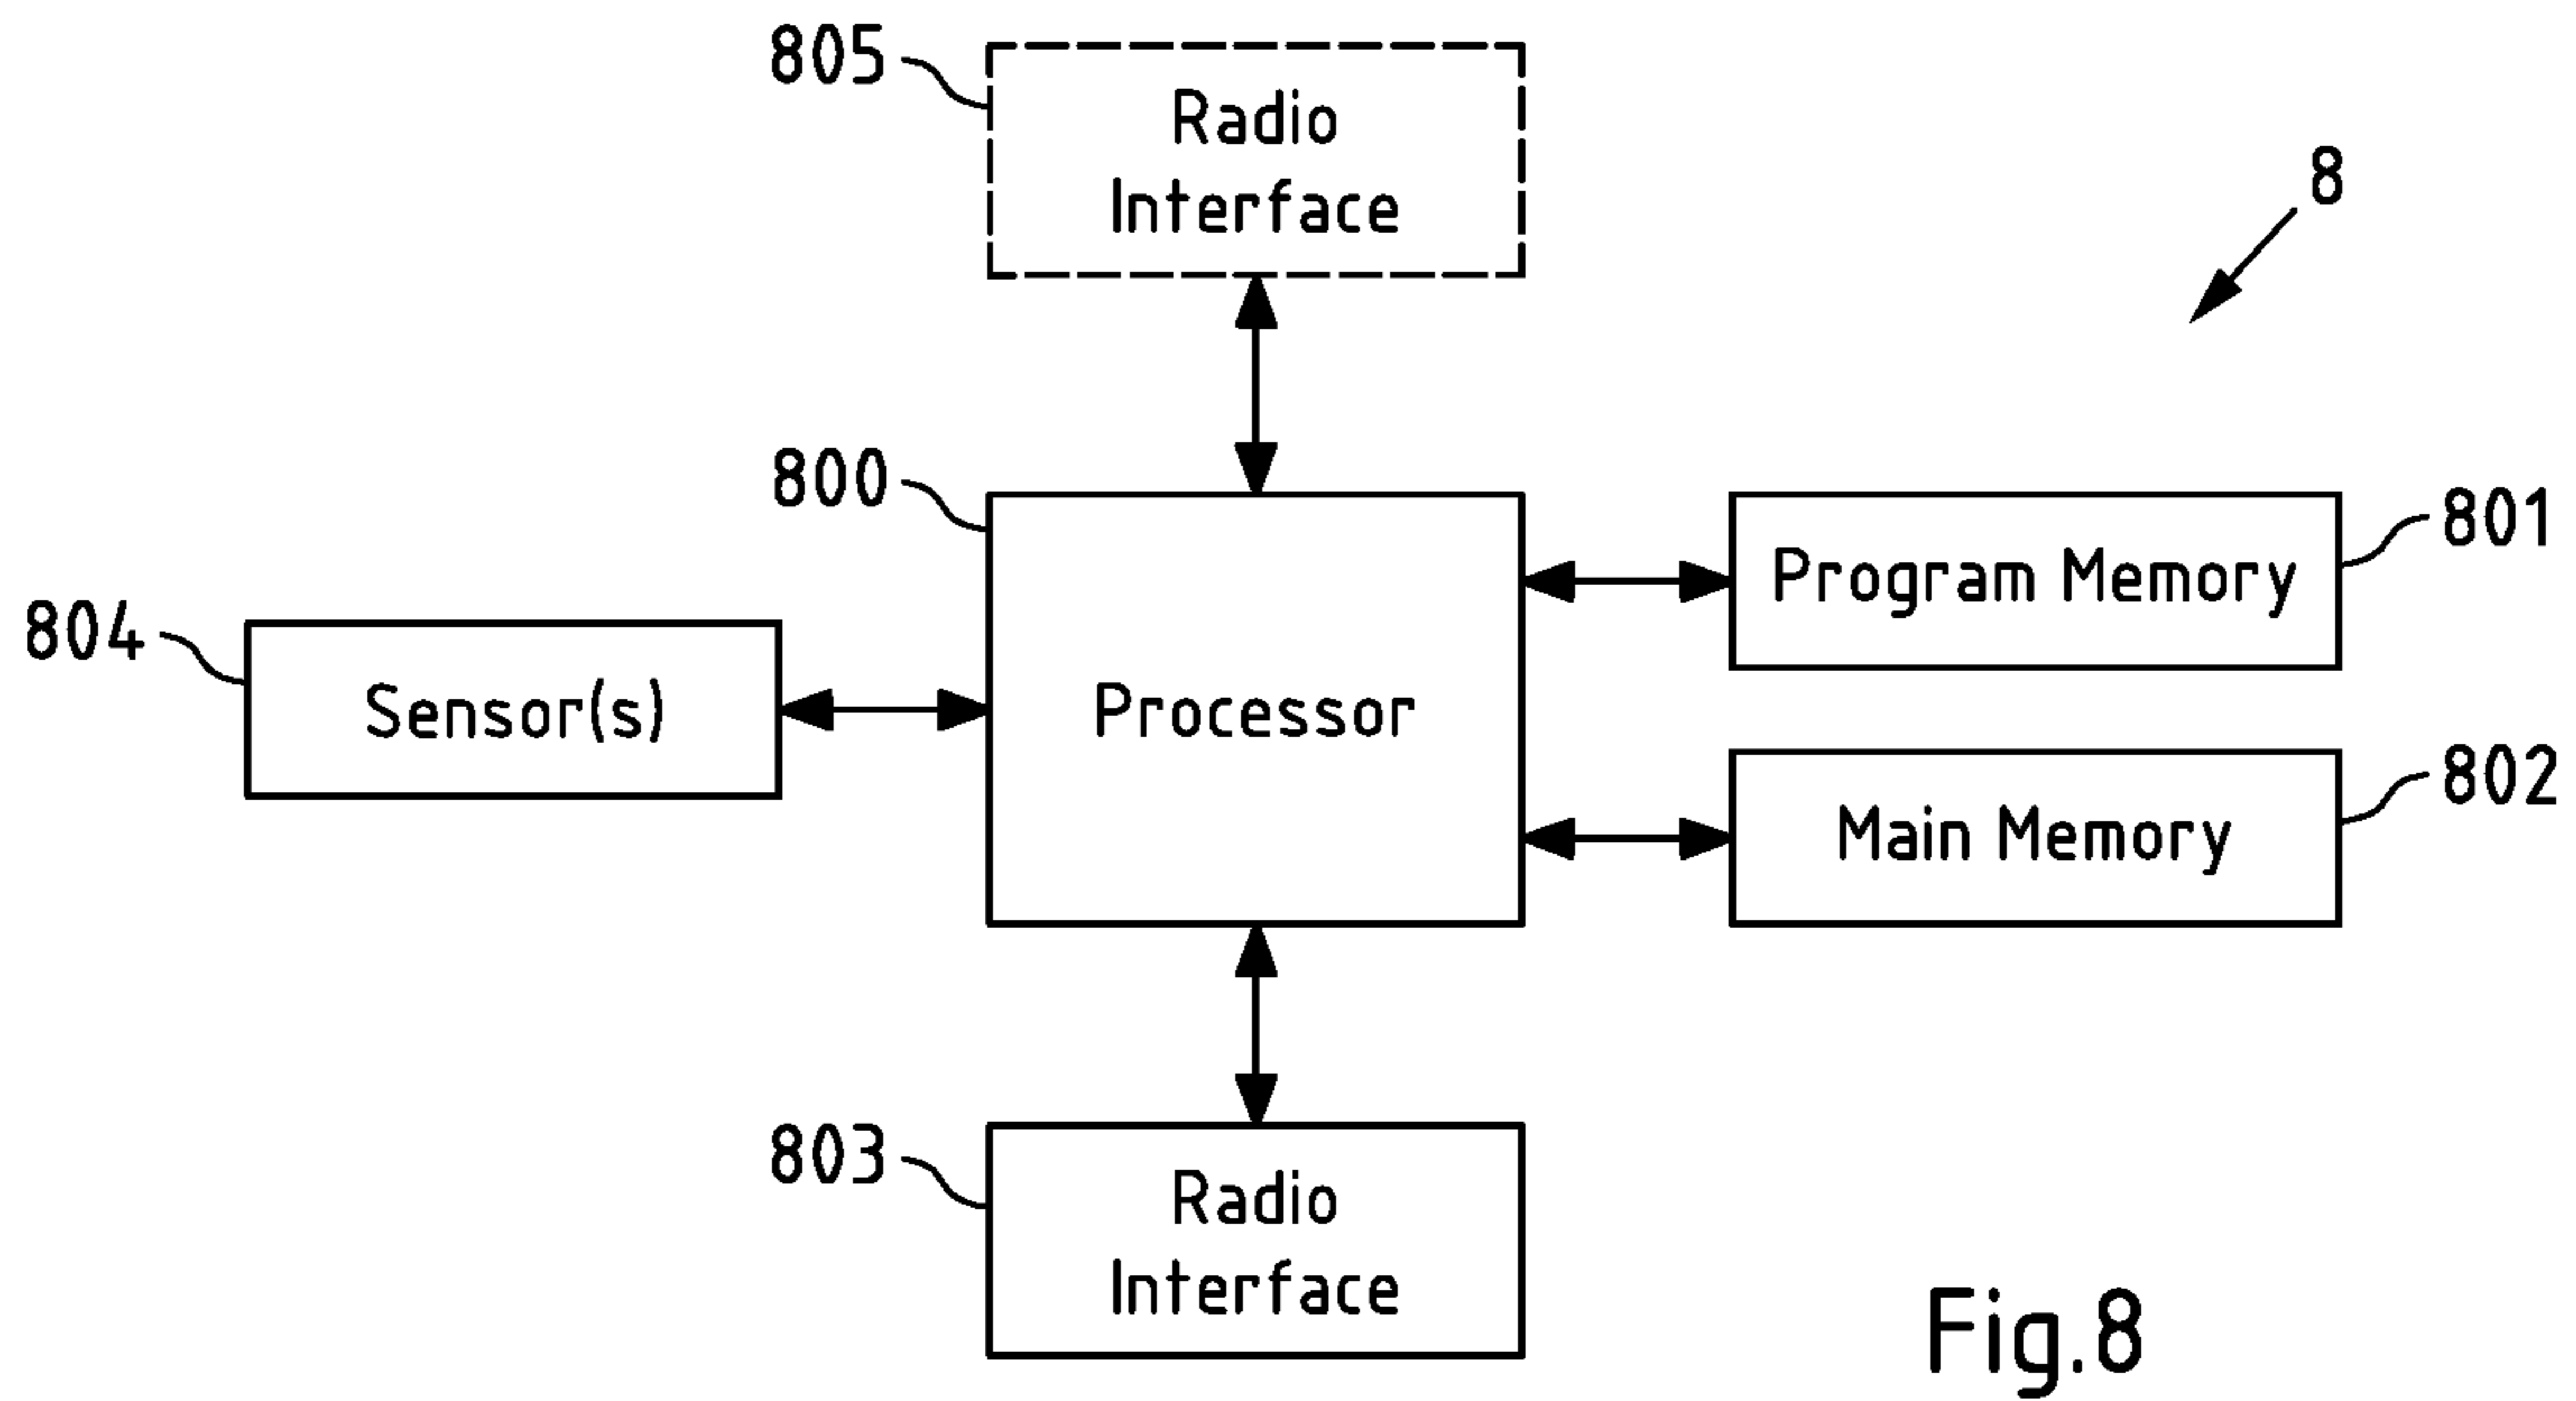 805
Radio
Interface
8
800
Processor
801
Program Memory
804
Sensor(s)
802
Main Memory
803
Radio
Interface
Fig.8